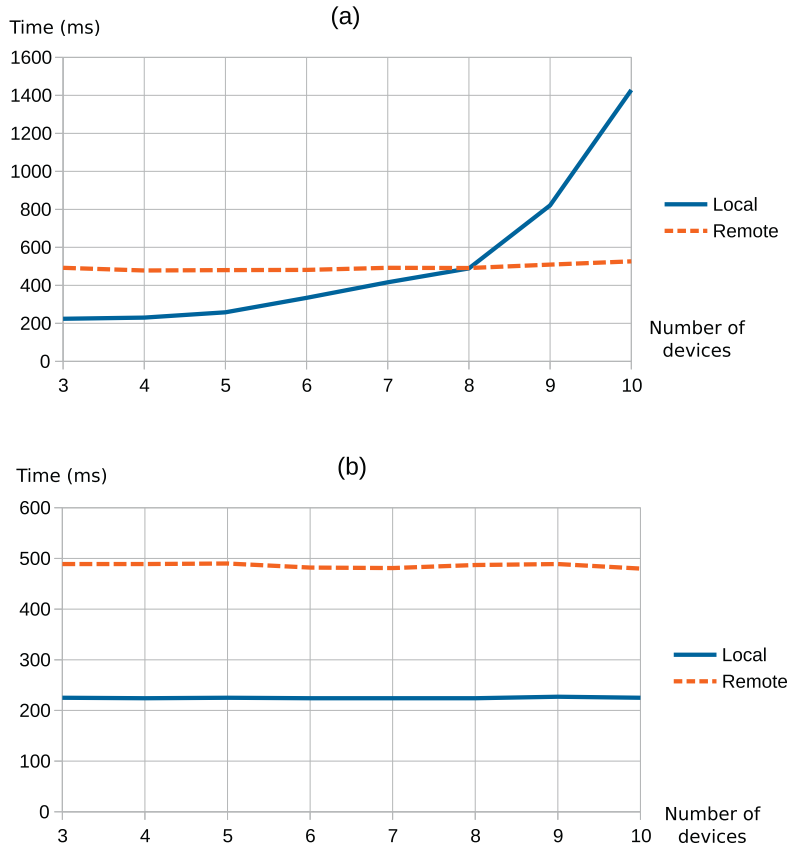 (a)
Time (ms)
1600
1400
1200
1000
800
600
400
200
0
3 4 5 6 7 8 9 10
Local
Remote
Number of
devices
(b)
Time (ms)
600
500
400
300
200
100
0
3 4 5 6 7 8 9 10
Local
Remote
Number of
devices